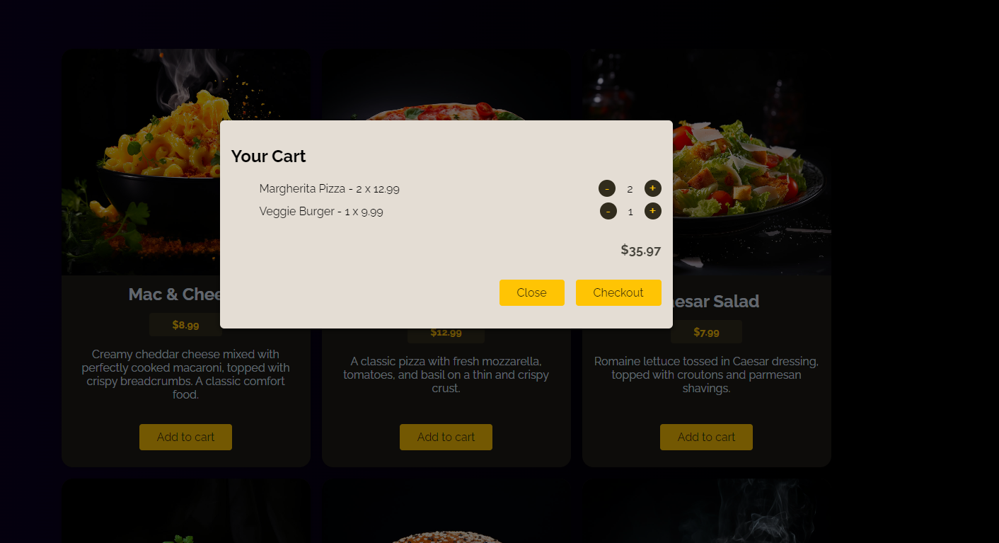 Your Cart
Margherita Pizza - 2 x 12.99
- 2 +
Veggie Burger - 1 x 9.99
- 1 +
$35.97
Close
Checkout
Mac & Chee
$8.99
Creamy cheddar cheese mixed with
perfectly cooked macaroni, topped with
crispy breadcrumbs. A classic comfort
food.
Add to cart
$12.99
A classic pizza with fresh mozzarella,
tomatoes, and basil on a thin and crispy
crust.
Add to cart
aesar Salad
$7.99
Romaine lettuce tossed in Caesar dressing,
topped with croutons and parmesan
shavings.
Add to cart